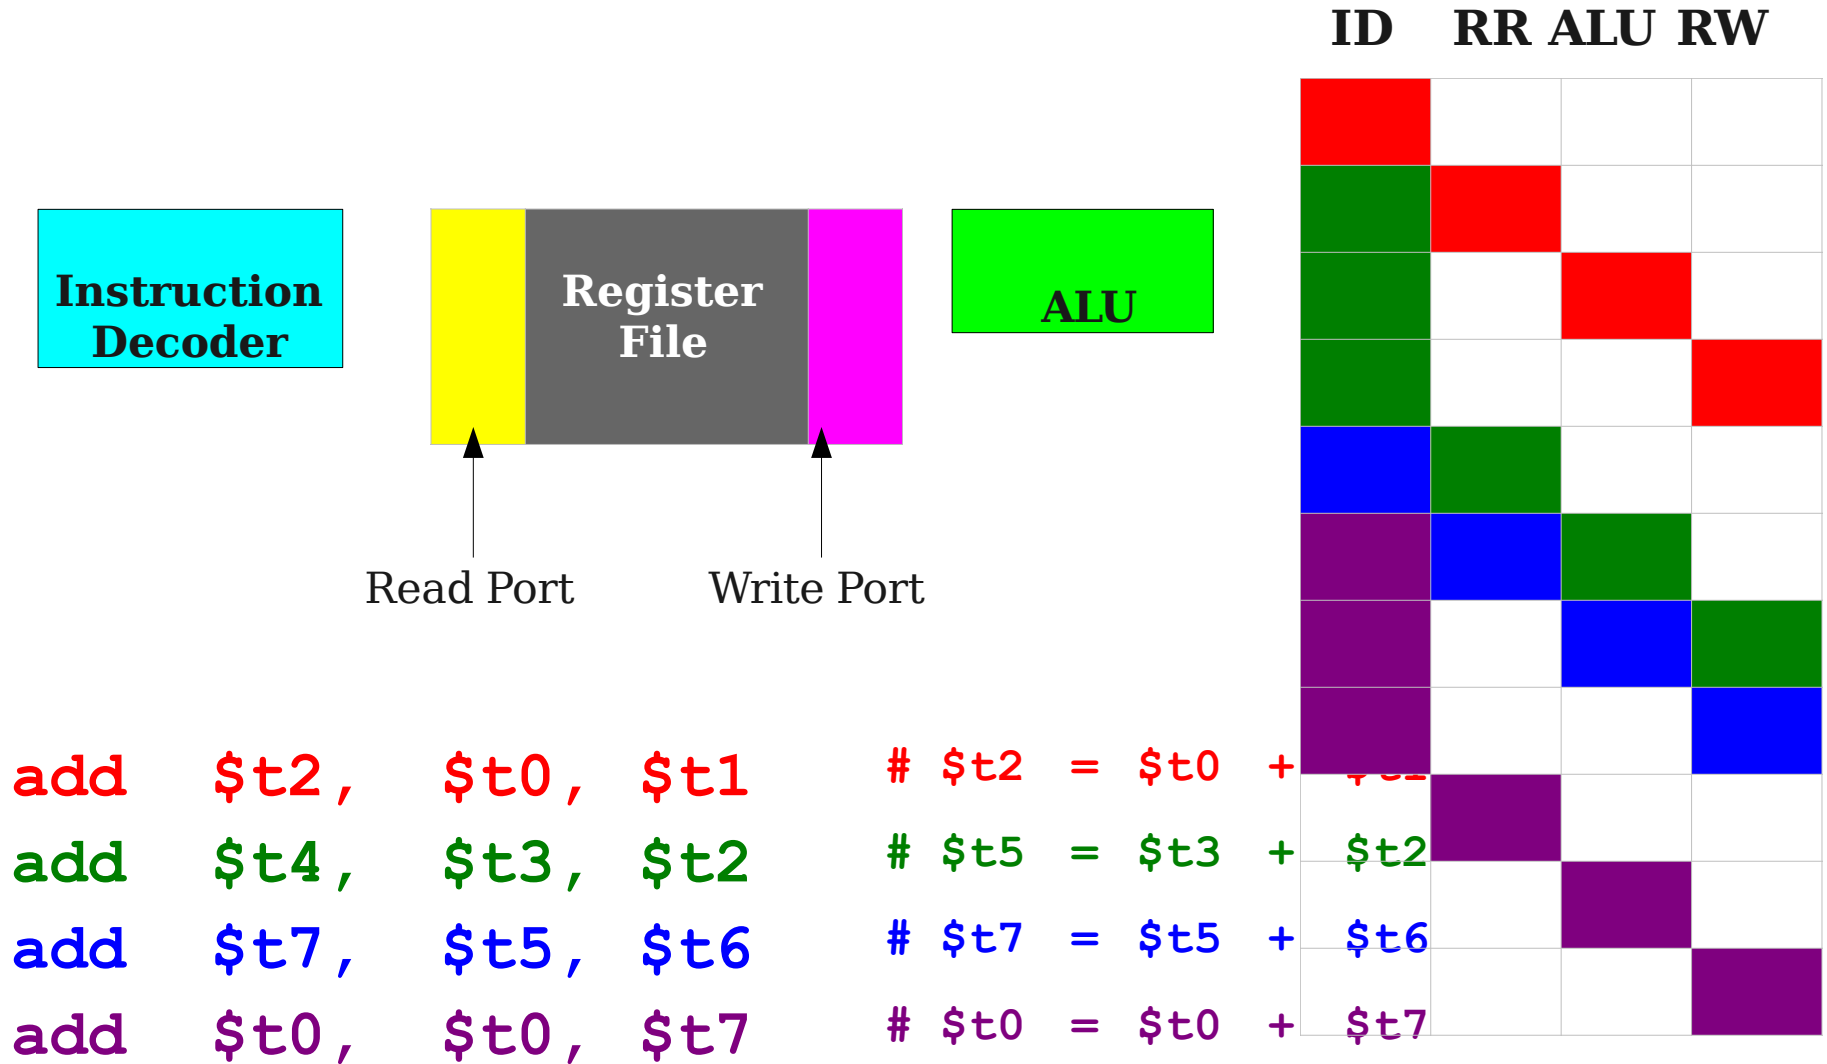 ID RR ALU RW
Instruction
Decoder
Register
File
ALU
Read Port
Write Port
add $t2, $t0, $t1 # $t2 = $t0 + $t1
add $t4, $t3, $t2 # $t5 = $t3 + $t2
add $t7, $t5, $t6 # $t7 = $t5 + $t6
add $t0, $t0, $t7 # $t0 = $t0 + $t7